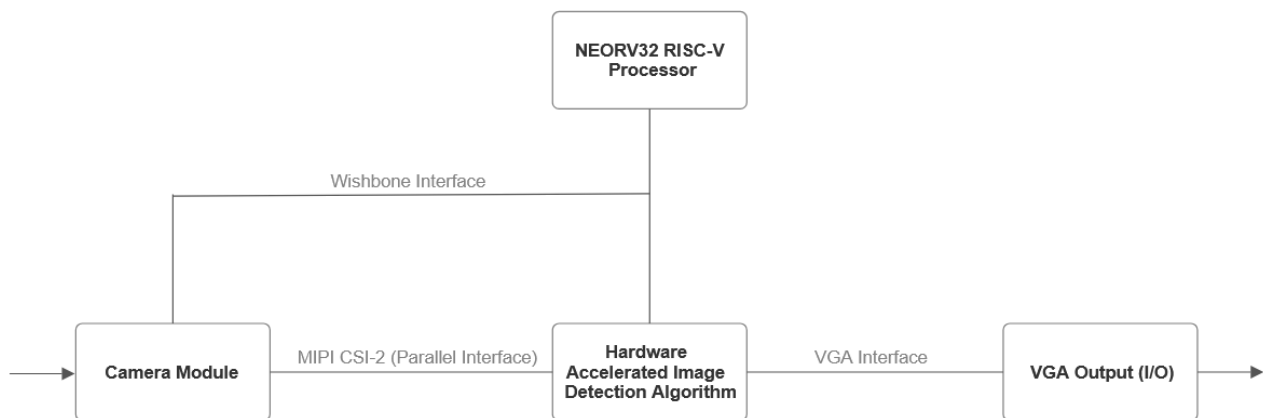 NEORV32 RISC-V
Processor
Wishbone Interface
Camera Module
MIPI CSI-2 (Parallel Interface)
Hardware
Accelerated Image
Detection Algorithm
VGA Interface
VGA Output (I/O)